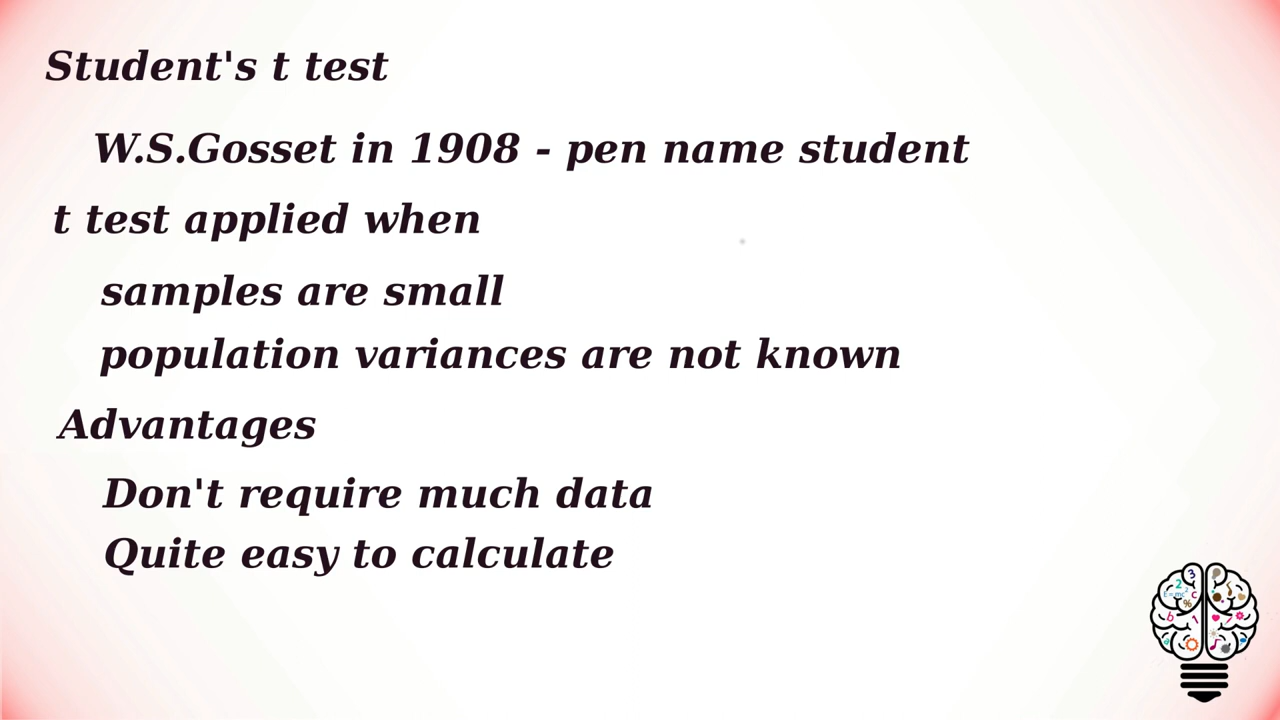 Student's t test
W.S.Gosset in 1908 - pen name student
t test applied when
samples are small
population variances are not known
Advantages
Don't require much data
Quite easy to calculate